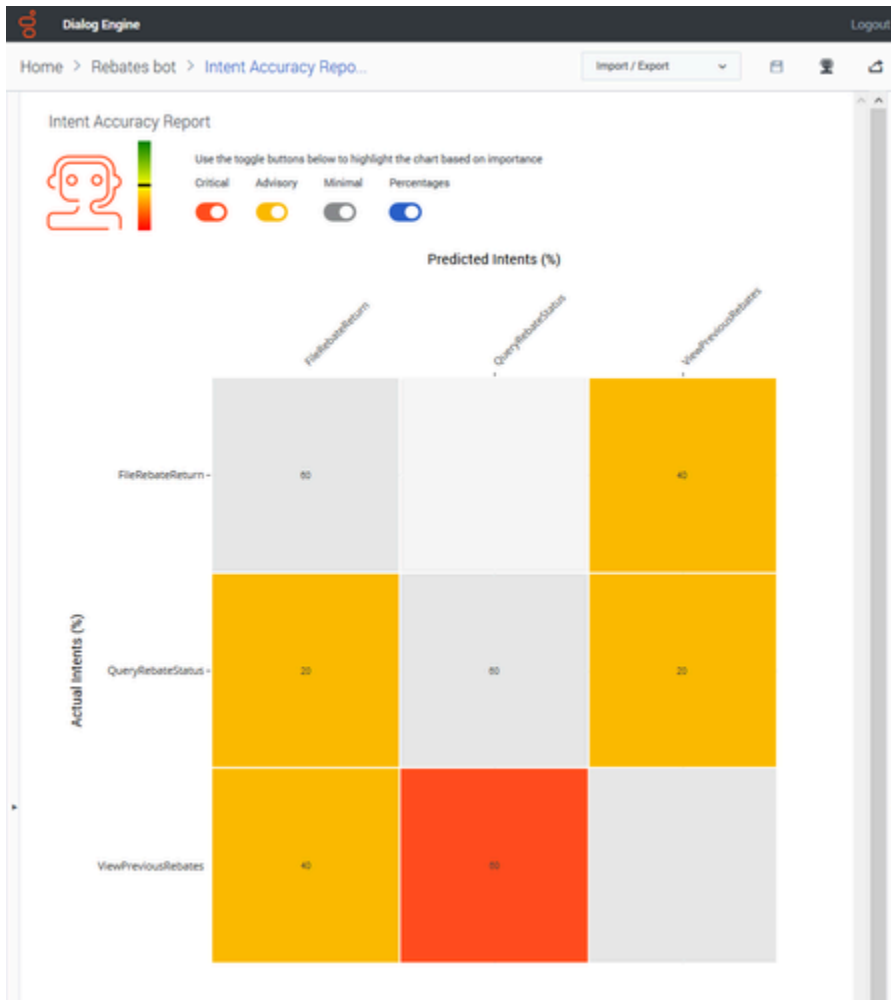 Dialog Engine
Logout
Home > Rebates bot > Intent Accuracy Repo...
Import / Export
Intent Accuracy Report
Use the toggle buttons below to highlight the chart based on importance
Critical Advisory Minimal Percentages
Predicted Intents (%)
FileRebateReturn QueryRebateStatus ViewPreviousRebates
FileRebateReturn 60 40
Actual Intents (%)
QueryRebateStatus 20 60 20
ViewPreviousRebates 40 60